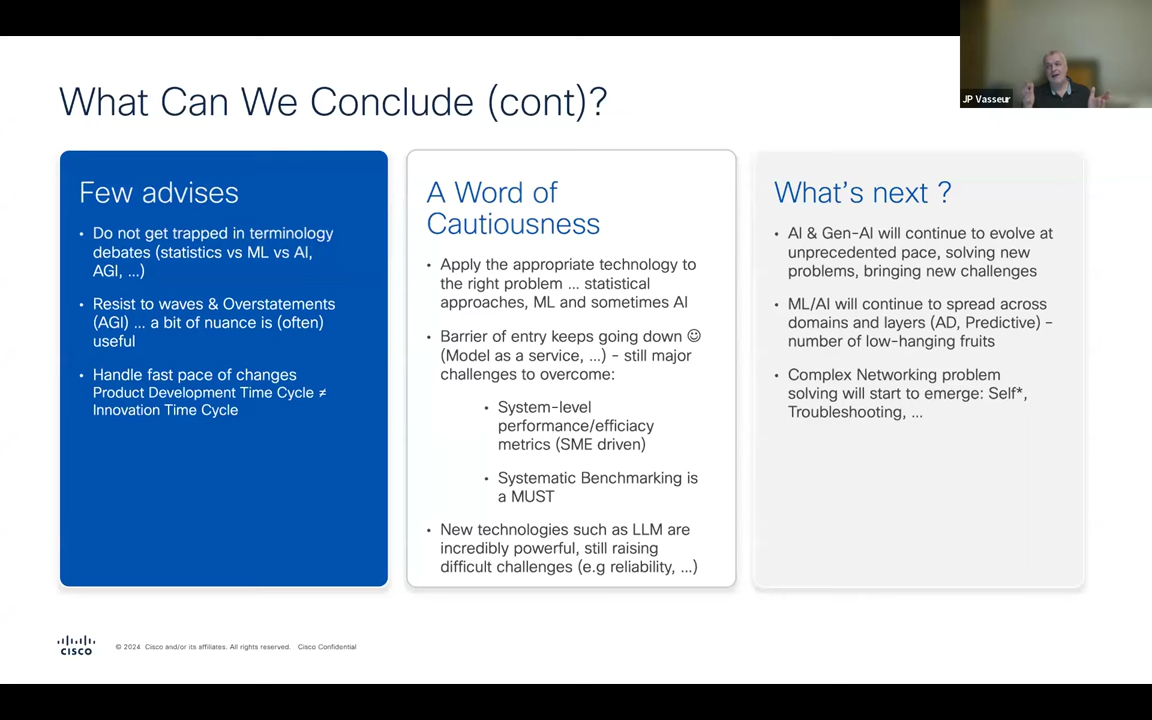 JP Vasseur
What Can We Conclude (cont)?
Few advises
• Do not get trapped in terminology
debates (statistics vs ML vs AI,
AGI, ...)
• Resist to waves & Overstatements
(AGI) ... a bit of nuance is (often)
useful
• Handle fast pace of changes
Product Development Time Cycle ≠
Innovation Time Cycle
A Word of
Cautiousness
• Apply the appropriate technology to
the right problem ... statistical
approaches, ML and sometimes AI
• Barrier of entry keeps going down ☺
(Model as a service, ...) – still major
challenges to overcome:
• System-level
performance/efficiacy
metrics (SME driven)
• Systematic Benchmarking is
a MUST
• New technologies such as LLM are
incredibly powerful, still raising
difficult challenges (e.g reliability, ...)
What's next ?
• AI & Gen-AI will continue to evolve at
unprecedented pace, solving new
problems, bringing new challenges
• ML/AI will continue to spread across
domains and layers (AD, Predictive) –
number of low-hanging fruits
• Complex Networking problem
solving will start to emerge: Self*,
Troubleshooting, ...
CISCO
© 2024 Cisco and/or its affiliates. All rights reserved. Cisco Confidential